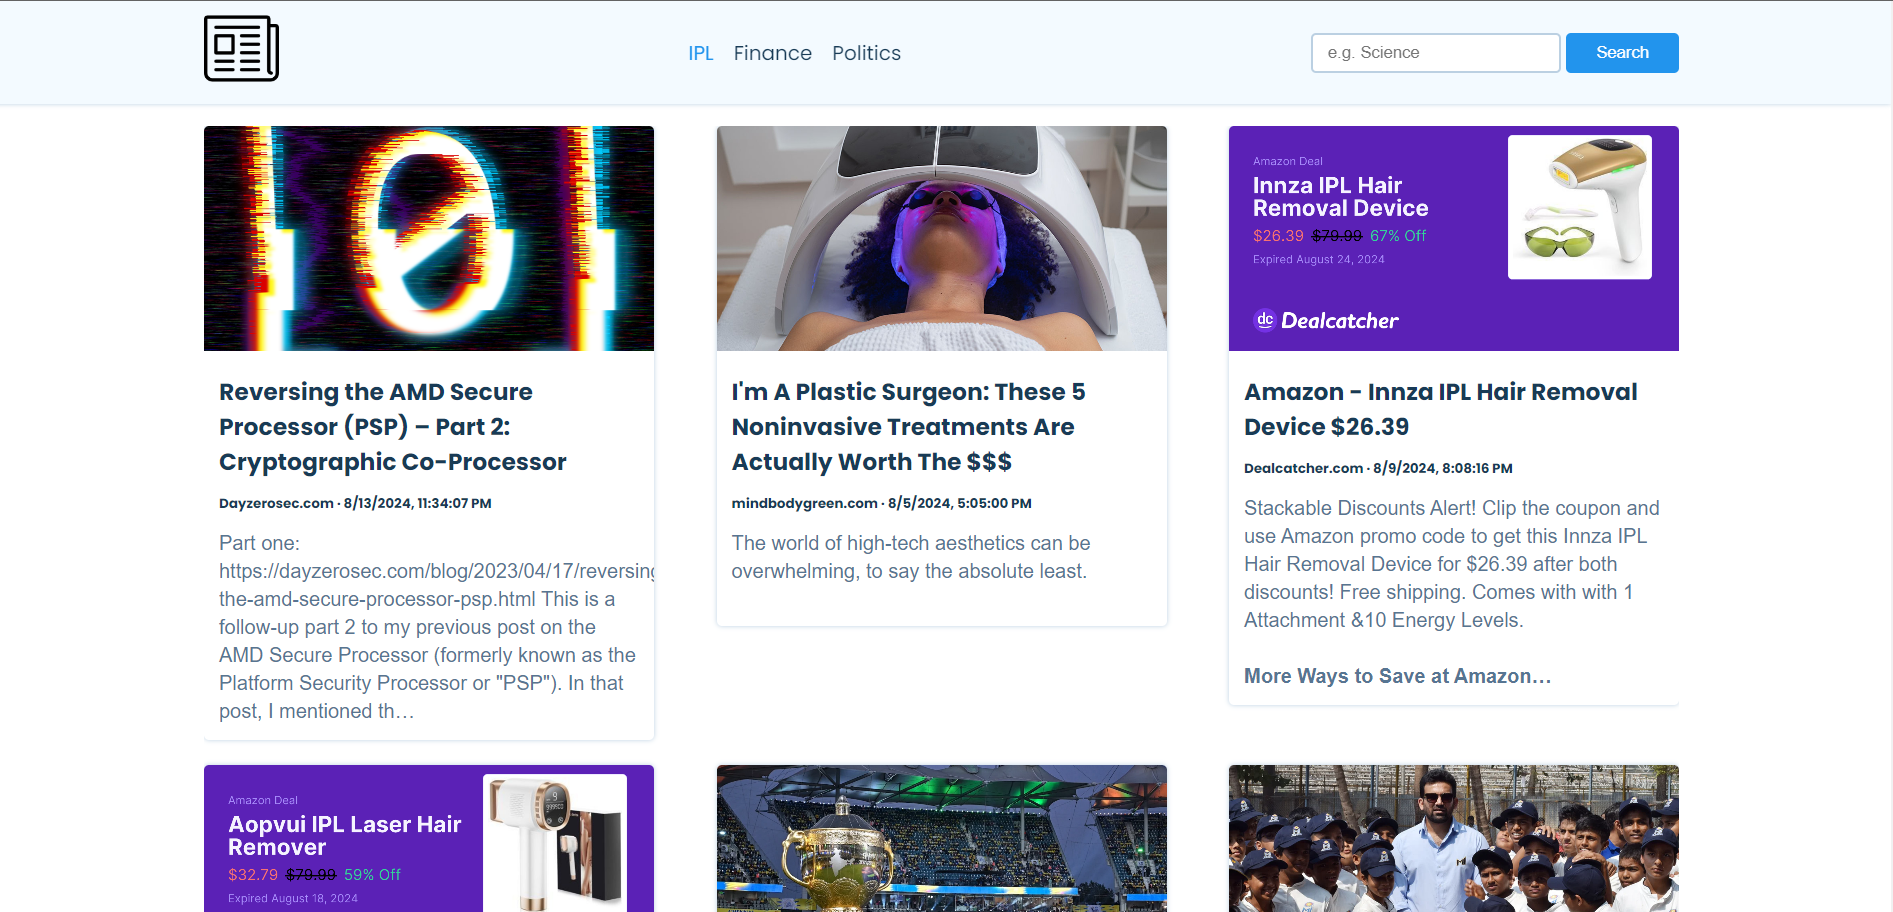 IPL Finance Politics
e.g. Science
Search
Reversing the AMD Secure
Processor (PSP) – Part 2:
Cryptographic Co-Processor
Dayzerosec.com · 8/13/2024, 11:34:07 PM
Part one:
https://dayzerosec.com/blog/2023/04/17/reversing
the-amd-secure-processor-psp.html This is a
follow-up part 2 to my previous post on the
AMD Secure Processor (formerly known as the
Platform Security Processor or "PSP"). In that
post, I mentioned th…
I'm A Plastic Surgeon: These 5
Noninvasive Treatments Are
Actually Worth The $$$
mindbodygreen.com · 8/5/2024, 5:05:00 PM
The world of high-tech aesthetics can be
overwhelming, to say the absolute least.
Amazon Deal
Innza IPL Hair
Removal Device
$26.39 $79.99 67% Off
Expired August 24, 2024
dc Dealcatcher
Amazon - Innza IPL Hair Removal
Device $26.39
Dealcatcher.com · 8/9/2024, 8:08:16 PM
Stackable Discounts Alert! Clip the coupon and
use Amazon promo code to get this Innza IPL
Hair Removal Device for $26.39 after both
discounts! Free shipping. Comes with with 1
Attachment &10 Energy Levels.
More Ways to Save at Amazon…
Amazon Deal
Aopvui IPL Laser Hair
Remover
$32.79 $79.99 59% Off
Expired August 18, 2024